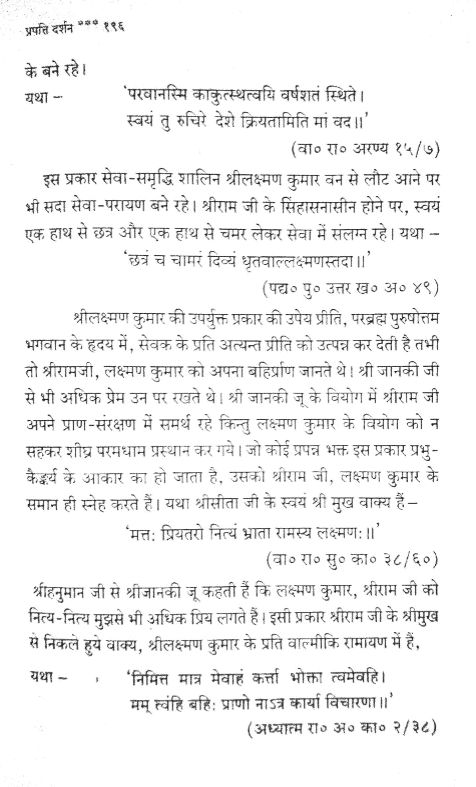 प्रपत्ति दर्शन *** १९६
के बने रहे।
यथा – 'परवानस्मि काकुत्स्थत्वयि वर्षशतं स्थिते।
स्वयं तु रुचिरे देशे क्रियतामिति मां वद॥'
(वा० रा० अरण्य १५/७)
इस प्रकार सेवा-समृद्धि शालिन श्रीलक्ष्मण कुमार वन से लौट आने पर
भी सदा सेवा-परायण बने रहे। श्रीराम जी के सिंहासनासीन होने पर, स्वयं
एक हाथ से छत्र और एक हाथ से चमर लेकर सेवा में संलग्न रहे। यथा –
'छत्रं च चामरं दिव्यं धृतवाल्लक्ष्मणस्तदा॥'
(पद्म० पु० उत्तर ख० अ० ४९)
श्रीलक्ष्मण कुमार की उपर्युक्त प्रकार की उपेय प्रीति, परब्रह्म पुरुषोत्तम
भगवान के हृदय में, सेवक के प्रति अत्यन्त प्रीति को उत्पन्न कर देती है तभी
तो श्रीरामजी, लक्ष्मण कुमार को अपना बहिर्प्राण जानते थे। श्री जानकी जी
से भी अधिक प्रेम उन पर रखते थे। श्री जानकी जू के वियोग में श्रीराम जी
अपने प्राण-संरक्षण में समर्थ रहे किन्तु लक्ष्मण कुमार के वियोग को न
सहकर शीघ्र परमधाम प्रस्थान कर गये। जो कोई प्रपन्न भक्त इस प्रकार प्रभु-
कैङ्कर्य के आकार का हो जाता है, उसको श्रीराम जी, लक्ष्मण कुमार के
समान ही स्नेह करते हैं। यथा श्रीसीता जी के स्वयं श्री मुख वाक्य हैं –
'मत्तः प्रियतरो नित्यं भ्राता रामस्य लक्ष्मणः॥'
(वा० रा० सु० का० ३८/६०)
श्रीहनुमान जी से श्रीजानकी जू कहती हैं कि लक्ष्मण कुमार, श्रीराम जी को
नित्य-नित्य मुझसे भी अधिक प्रिय लगते हैं। इसी प्रकार श्रीराम जी के श्रीमुख
से निकले हुये वाक्य, श्रीलक्ष्मण कुमार के प्रति वाल्मीकि रामायण में हैं,
यथा – 'निमित्त मात्र मेवाहं कर्त्ता भोक्ता त्वमेवहि।
मम् त्वंहि बहिः प्राणो नाऽत्र कार्या विचारणा॥'
(अध्यात्म रा० अ० का० २/३८)